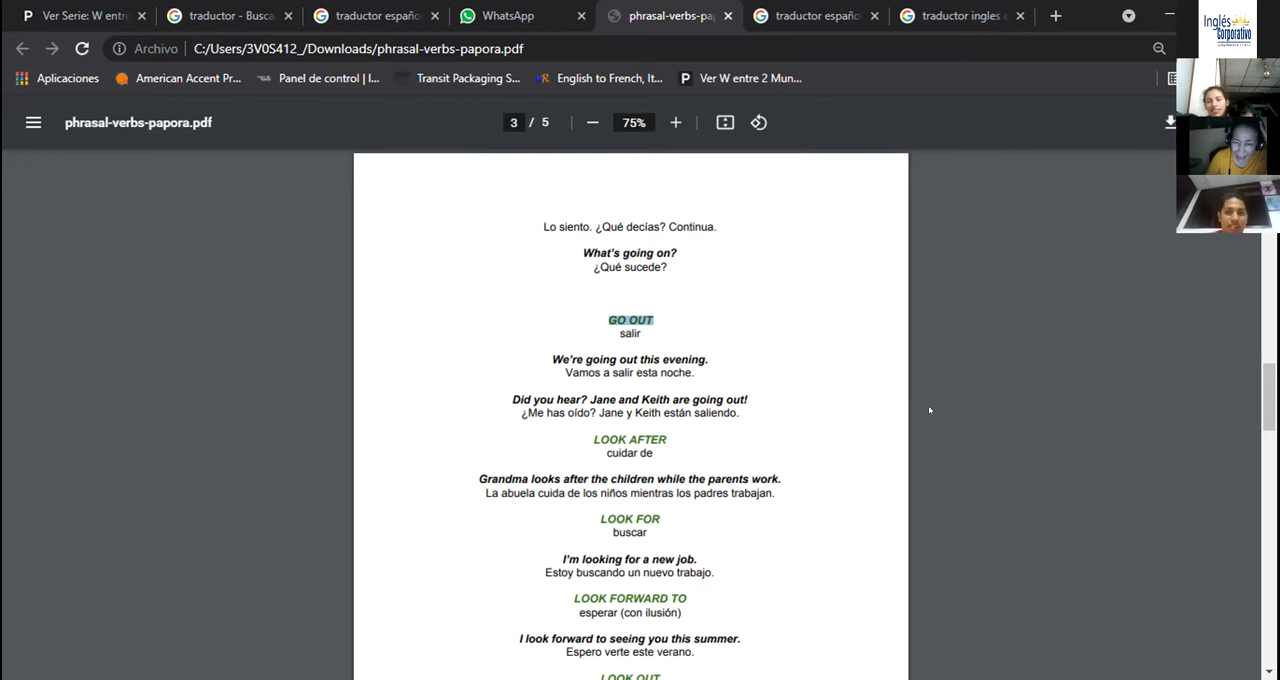 Ver Serie: W entre
traductor - Busca
traductor españo
WhatsApp
phrasal-verbs-pap
traductor españo
traductor ingles e
Archivo
C:/Users/3V0S412_/Downloads/phrasal-verbs-papora.pdf
Aplicaciones
American Accent Pr...
Panel de control | I...
Transit Packaging S...
English to French, It...
Ver W entre 2 Mun...
phrasal-verbs-papora.pdf
3 / 5
75%
Inglés
Corporativo
Lo siento. ¿Qué decías? Continua.
What's going on?
¿Qué sucede?
GO OUT
salir
We're going out this evening.
Vamos a salir esta noche.
Did you hear? Jane and Keith are going out!
¿Me has oído? Jane y Keith están saliendo.
LOOK AFTER
cuidar de
Grandma looks after the children while the parents work.
La abuela cuida de los niños mientras los padres trabajan.
LOOK FOR
buscar
I'm looking for a new job.
Estoy buscando un nuevo trabajo.
LOOK FORWARD TO
esperar (con ilusión)
I look forward to seeing you this summer.
Espero verte este verano.
LOOK OUT